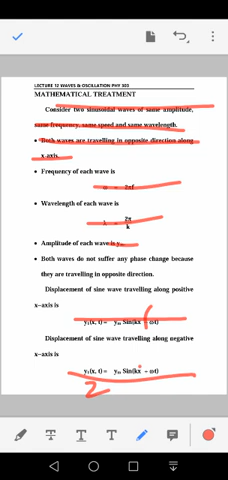 LECTURE 12 WAVES & OSCILLATION PHY 303
MATHEMATICAL TREATMENT
Consider two sinusoidal waves of same amplitude,
same frequency, same speed and same wavelength.
• Both waves are travelling in opposite direction along
x-axis.
• Frequency of each wave is
ω = 2πf
• Wavelength of each wave is
λ = 2π
k
• Amplitude of each wave is yₘ.
• Both waves do not suffer any phase change because
they are travelling in opposite direction.
Displacement of sine wave travelling along positive
x–axis is
y₁(x, t) = yₘ Sin(kx ωt)
Displacement of sine wave travelling along negative
x–axis is
(x, t) = yₘ Sin(kx + ωt)
2